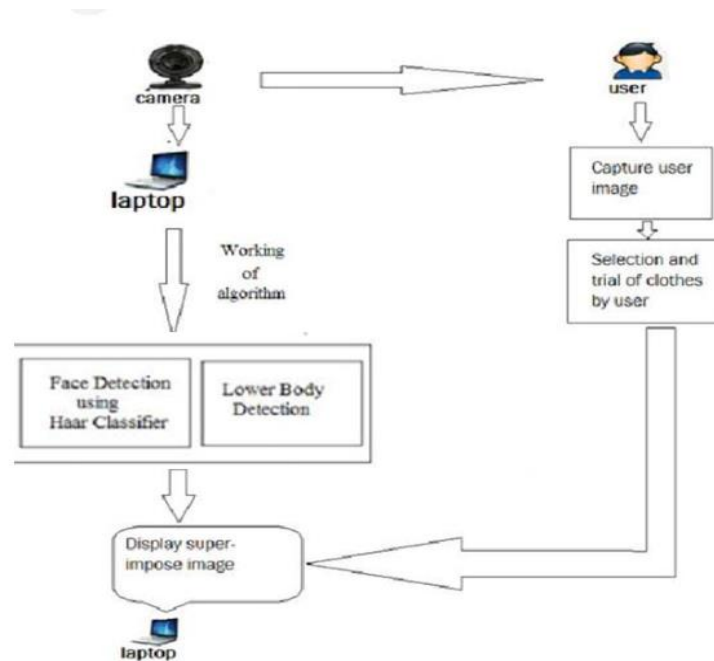 camera
user
laptop
Capture user
image
Working
of
algorithm
Selection and
trial of clothes
by user
Face Detection
using
Haar Classifier
Lower Body
Detection
Display super-
impose image
laptop